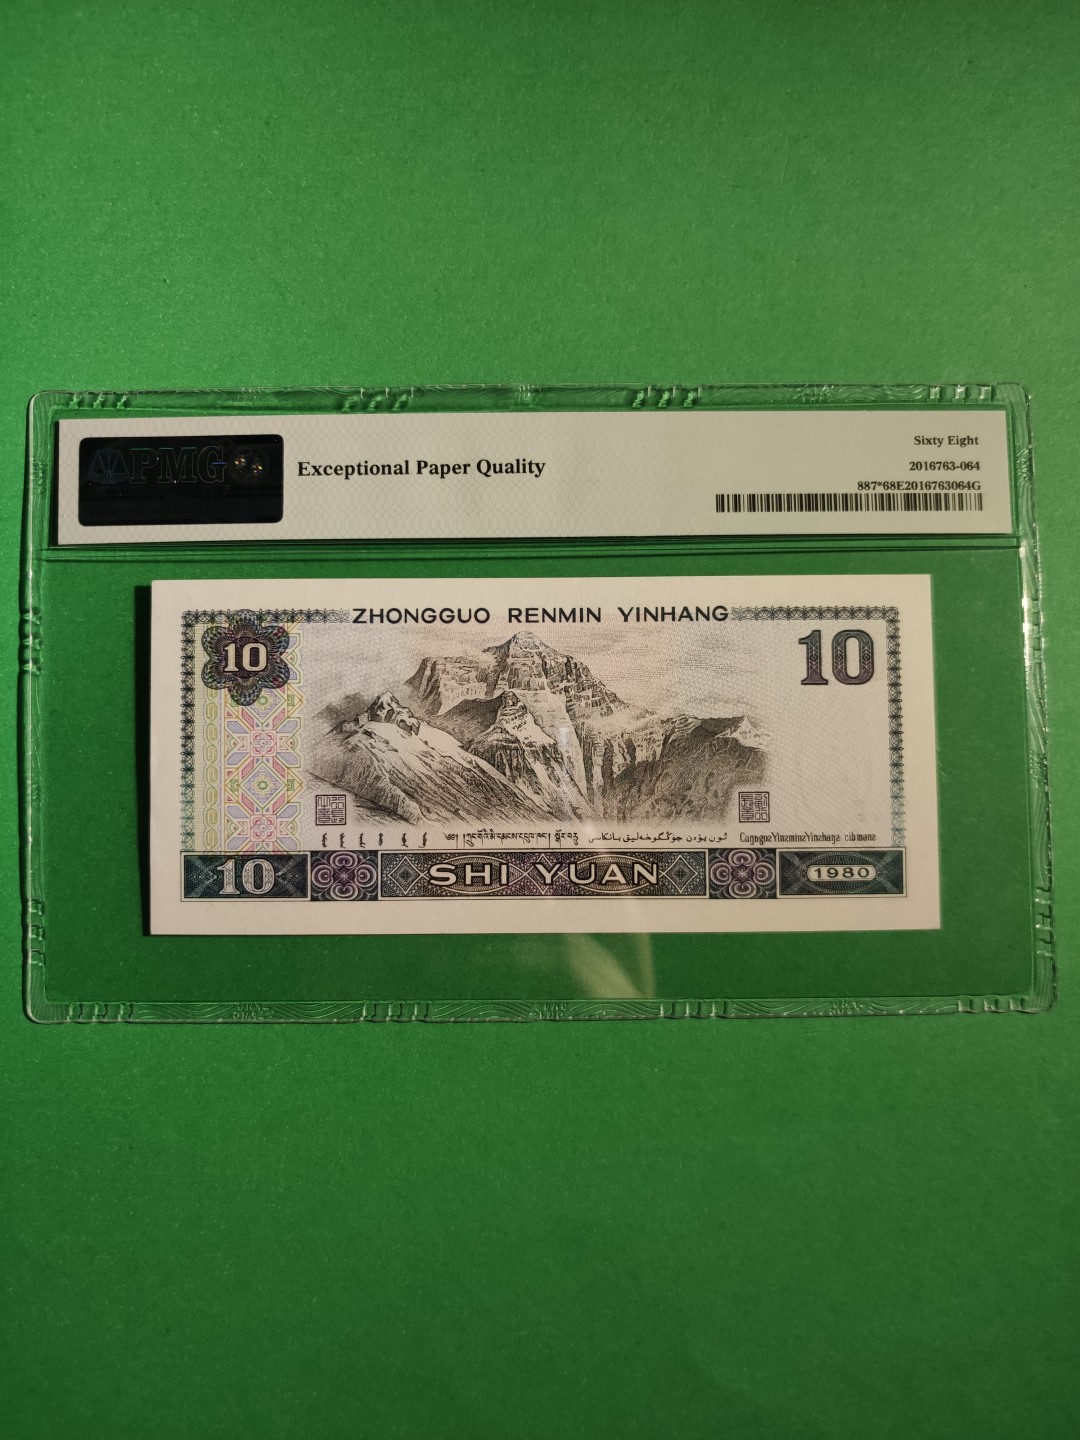 PMG
Exceptional Paper Quality
Sixty Eight
2016763-064
887*68E2016763064G
ZHONGGUO RENMIN YINHANG
10
10
10
SHI YUAN
1980